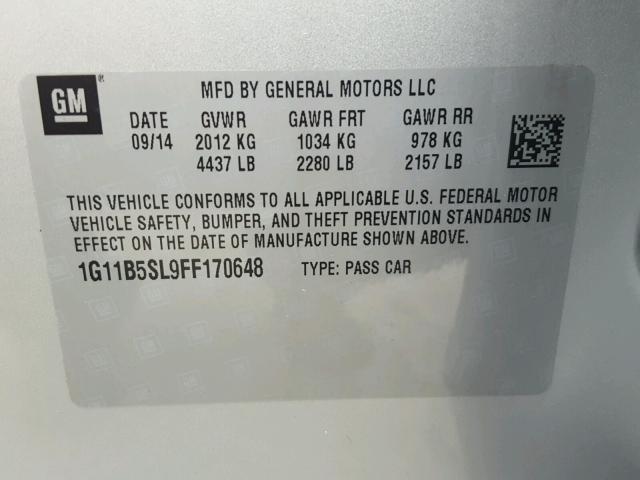 GM ® MFD BY GENERAL MOTORS LLC
DATE GVWR GAWR FRT GAWR RR
09/14 2012 KG 1034 KG 978 KG
4437 LB 2280 LB 2157 LB
THIS VEHICLE CONFORMS TO ALL APPLICABLE U.S. FEDERAL MOTOR
VEHICLE SAFETY, BUMPER, AND THEFT PREVENTION STANDARDS IN
EFFECT ON THE DATE OF MANUFACTURE SHOWN ABOVE.
1G11B5SL9FF170648 TYPE: PASS CAR